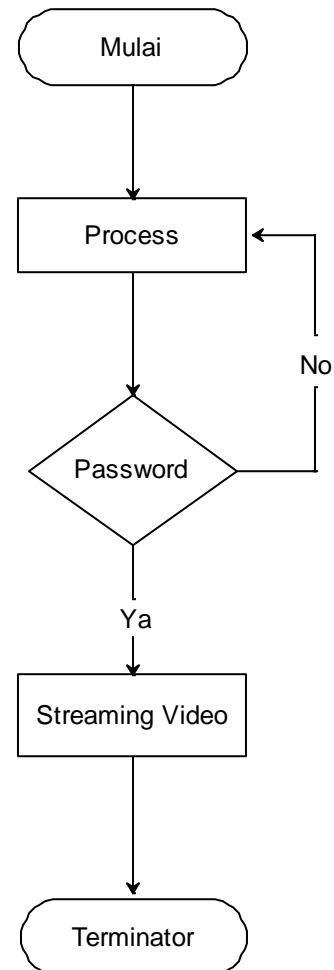 Mulai
Process
No
Password
Ya
Streaming Video
Terminator